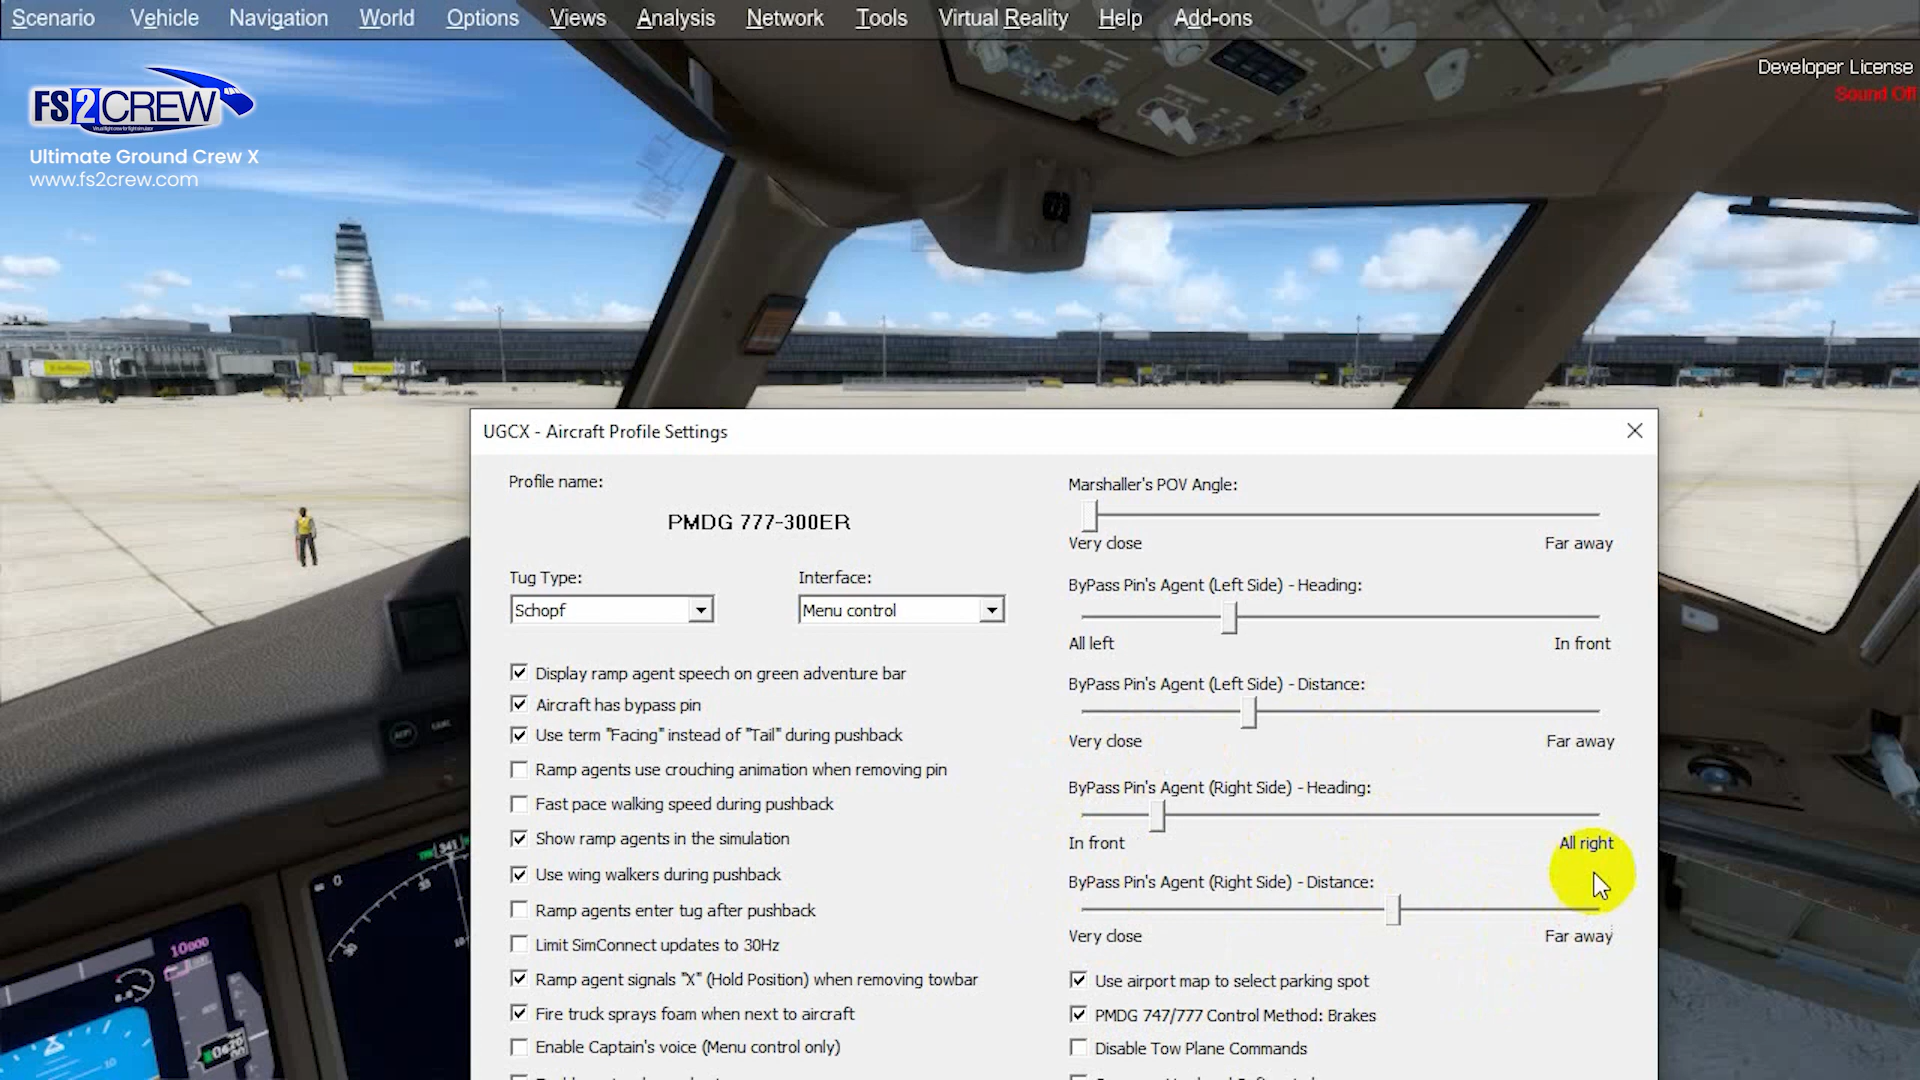 Scenario Vehicle Navigation World Options Views Analysis Network Tools Virtual Reality Help Add-ons
Developer License
Sound Off
FS2CREW
Ultimate Ground Crew X
www.fs2crew.com
UGCX - Aircraft Profile Settings
Profile name:
PMDG 777-300ER
Tug Type:
Interface:
Schopf
Menu control
Display ramp agent speech on green adventure bar
Aircraft has bypass pin
Use term "Facing" instead of "Tail" during pushback
Ramp agents use crouching animation when removing pin
Fast pace walking speed during pushback
Show ramp agents in the simulation
Use wing walkers during pushback
Ramp agents enter tug after pushback
Limit SimConnect updates to 30Hz
Ramp agent signals "X" (Hold Position) when removing towbar
Fire truck sprays foam when next to aircraft
Enable Captain's voice (Menu control only)
Marshaller's POV Angle:
Very close Far away
ByPass Pin's Agent (Left Side) - Heading:
All left In front
ByPass Pin's Agent (Left Side) - Distance:
Very close Far away
ByPass Pin's Agent (Right Side) - Heading:
In front All right
ByPass Pin's Agent (Right Side) - Distance:
Very close Far away
Use airport map to select parking spot
PMDG 747/777 Control Method: Brakes
Disable Tow Plane Commands
341
10000
10